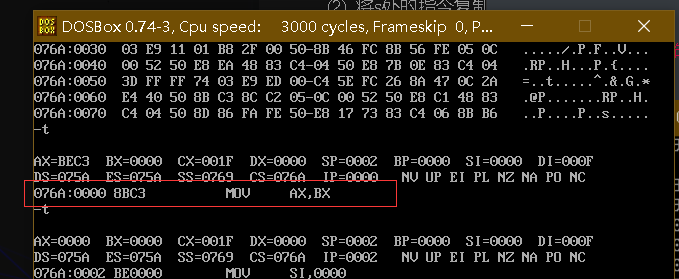 (2) 将s处的指令复制
DOSBox 0.74-3, Cpu speed: 3000 cycles, Frameskip 0, P...
076A:0030 03 E9 11 01 B8 2F 00 50-8B 46 FC 8B 56 FE 05 0C ...../.P.F..V...
076A:0040 00 52 50 E8 EA 48 83 C4-04 50 E8 7B 0E 83 C4 04 .RP..H...P.{....
076A:0050 3D FF FF 74 03 E9 ED 00-C4 5E FC 26 8A 47 0C 2A =..t.....^.&.G.*
076A:0060 E4 40 50 8B C3 8C C2 05-0C 00 52 50 E8 C1 48 83 .@P.......RP..H.
076A:0070 C4 04 50 8D 86 FA FE 50-E8 17 73 83 C4 06 8B B6 ..P....P..s.....
-t
AX=BEC3 BX=0000 CX=001F DX=0000 SP=0002 BP=0000 SI=0000 DI=000F
DS=075A ES=075A SS=0769 CS=076A IP=0000 NV UP EI PL NZ NA PO NC
076A:0000 8BC3 MOV AX,BX
-t
AX=0000 BX=0000 CX=001F DX=0000 SP=0002 BP=0000 SI=0000 DI=000F
DS=075A ES=075A SS=0769 CS=076A IP=0002 NV UP EI PL NZ NA PO NC
076A:0002 BE0000 MOV SI,0000